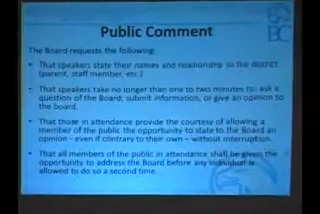 Public Comment
The Board requests the following:
That speakers state their names and relationship to the district
(parent, staff member, etc.)
That speakers take no longer than one to two minutes to: ask a
question of the Board; submit information, or give an opinion to
the board.
That those in attendance provide the courtesy of allowing a
member of the public the opportunity to state to the Board an
opinion - even if contrary to their own – without interruption.
That all members of the public in attendance shall be given the
opportunity to address the Board before any individual is
allowed to do so a second time.